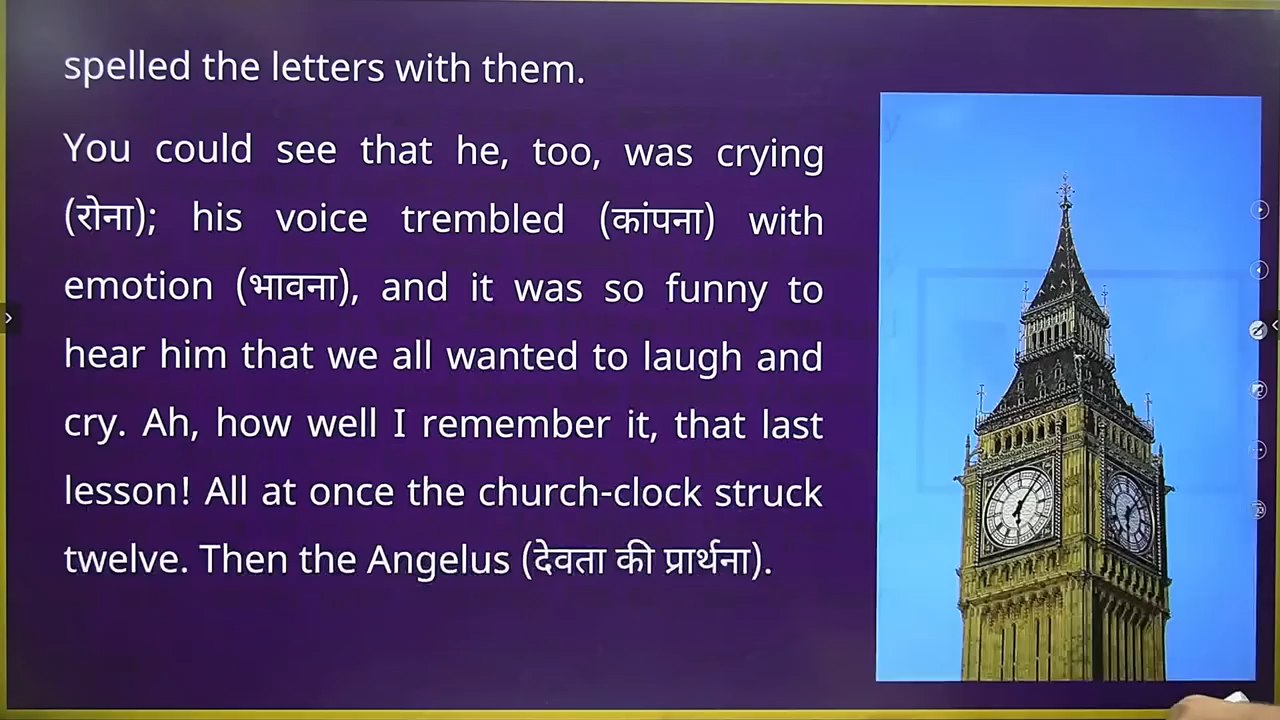 spelled the letters with them.
You could see that he, too, was crying
(रोना); his voice trembled (कांपना) with
emotion (भावना), and it was so funny to
hear him that we all wanted to laugh and
cry. Ah, how well I remember it, that last
lesson! All at once the church-clock struck
twelve. Then the Angelus (देवता की प्रार्थना).